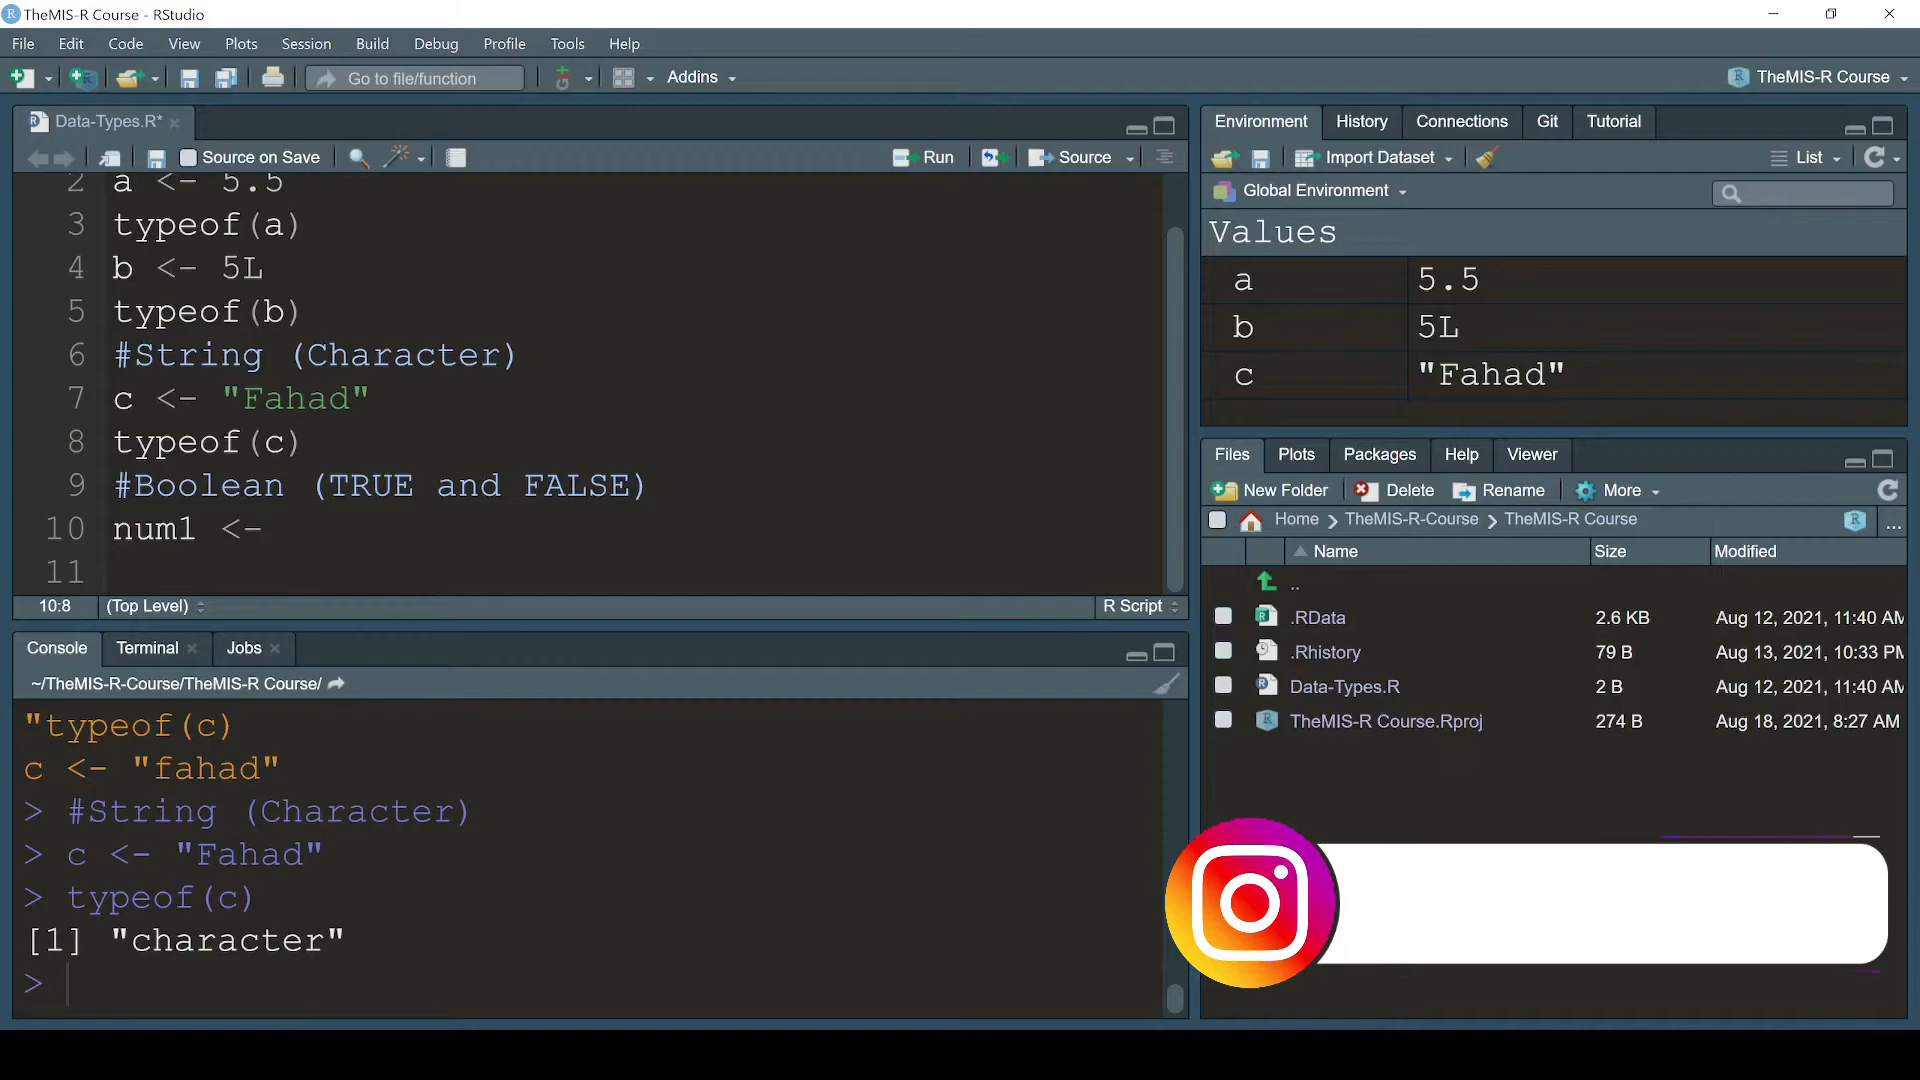 TheMIS-R Course - RStudio
File Edit Code View Plots Session Build Debug Profile Tools Help
Go to file/function Addins TheMIS-R Course
Data-Types.R*
Source on Save Run Source
2 a <- 5.5
3 typeof(a)
4 b <- 5L
5 typeof(b)
6 #String (Character)
7 c <- "Fahad"
8 typeof(c)
9 #Boolean (TRUE and FALSE)
10 num1 <-
11
10:8 (Top Level) R Script
Console Terminal Jobs
~/TheMIS-R-Course/TheMIS-R Course/
"typeof(c)
c <- "fahad"
> #String (Character)
> c <- "Fahad"
> typeof(c)
[1] "character"
>
Environment History Connections Git Tutorial
Import Dataset List
Global Environment
Values
a 5.5
b 5L
c "Fahad"
Files Plots Packages Help Viewer
New Folder Delete Rename More
Home TheMIS-R-Course TheMIS-R Course ...
Name Size Modified
..
.RData 2.6 KB Aug 12, 2021, 11:40 AM
.Rhistory 79 B Aug 13, 2021, 10:33 PM
Data-Types.R 2 B Aug 12, 2021, 11:40 AM
TheMIS-R Course.Rproj 274 B Aug 18, 2021, 8:27 AM